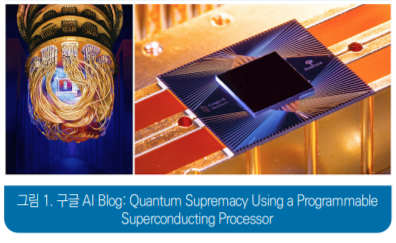 그림 1. 구글 AI Blog: Quantum Supremacy Using a Programmable
Superconducting Processor